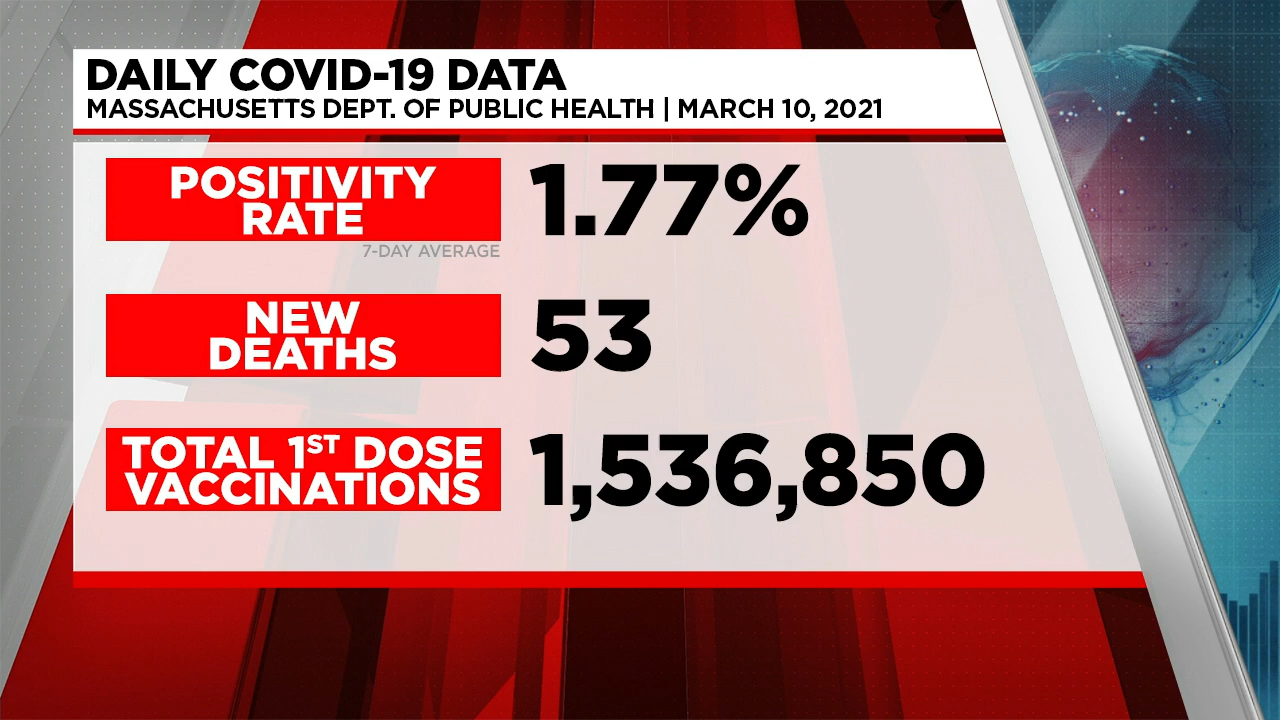 DAILY COVID-19 DATA
MASSACHUSETTS DEPT. OF PUBLIC HEALTH | MARCH 10, 2021
POSITIVITY
RATE
1.77%
7-DAY AVERAGE
NEW
DEATHS
53
TOTAL 1ST DOSE
VACCINATIONS
1,536,850